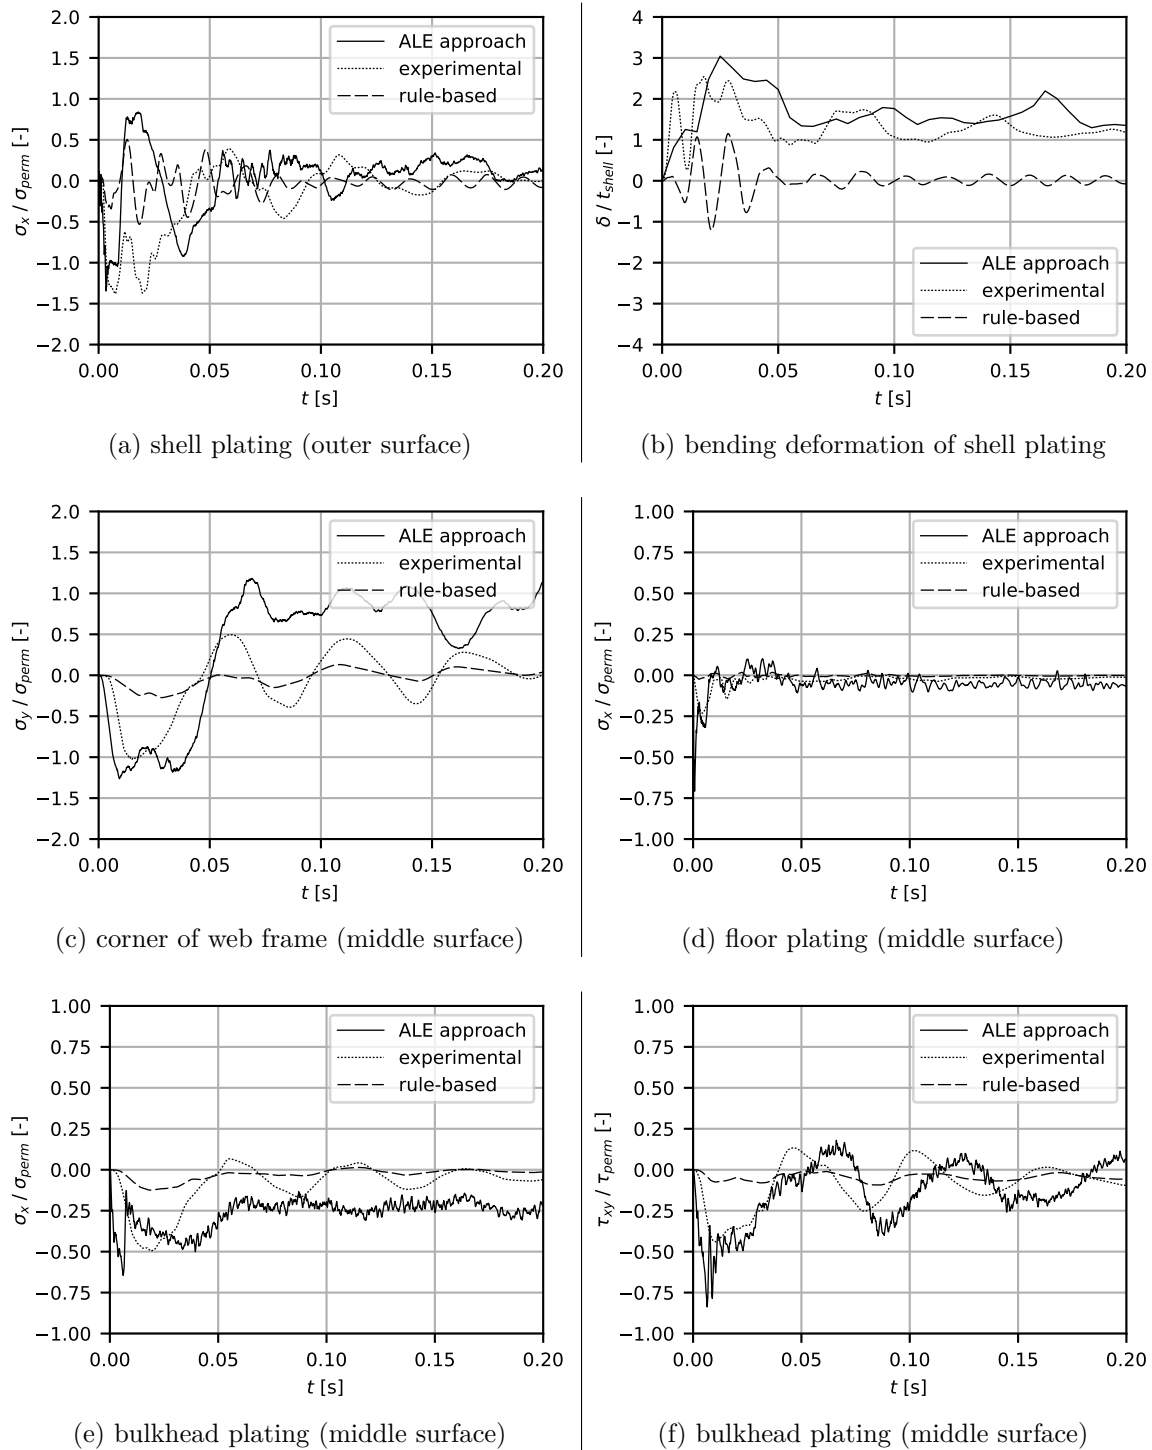 2.0
1.5
1.0
0.5
0.0
−0.5
−1.0
−1.5
−2.0
σx / σperm [-]
ALE approach
experimental
rule-based
0.00 0.05 0.10 0.15 0.20
t [s]
(a) shell plating (outer surface)
4
3
2
1
0
−1
−2
−3
−4
δ / tshell [-]
ALE approach
experimental
rule-based
0.00 0.05 0.10 0.15 0.20
t [s]
(b) bending deformation of shell plating
2.0
1.5
1.0
0.5
0.0
−0.5
−1.0
−1.5
−2.0
σy / σperm [-]
ALE approach
experimental
rule-based
0.00 0.05 0.10 0.15 0.20
t [s]
(c) corner of web frame (middle surface)
1.00
0.75
0.50
0.25
0.00
−0.25
−0.50
−0.75
−1.00
σx / σperm [-]
ALE approach
experimental
rule-based
0.00 0.05 0.10 0.15 0.20
t [s]
(d) floor plating (middle surface)
1.00
0.75
0.50
0.25
0.00
−0.25
−0.50
−0.75
−1.00
σx / σperm [-]
ALE approach
experimental
rule-based
0.00 0.05 0.10 0.15 0.20
t [s]
(e) bulkhead plating (middle surface)
1.00
0.75
0.50
0.25
0.00
−0.25
−0.50
−0.75
−1.00
τxy / τperm [-]
ALE approach
experimental
rule-based
0.00 0.05 0.10 0.15 0.20
t [s]
(f) bulkhead plating (middle surface)